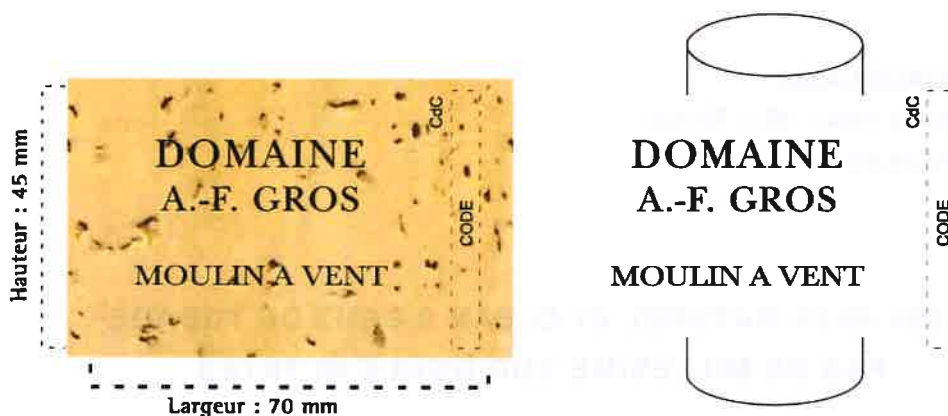 Hauteur : 45 mm
DOMAINE
A.-F. GROS
MOULIN A VENT
CdC
CODE
Largeur : 70 mm
DOMAINE
A.-F. GROS
MOULIN A VENT
CdC
CODE